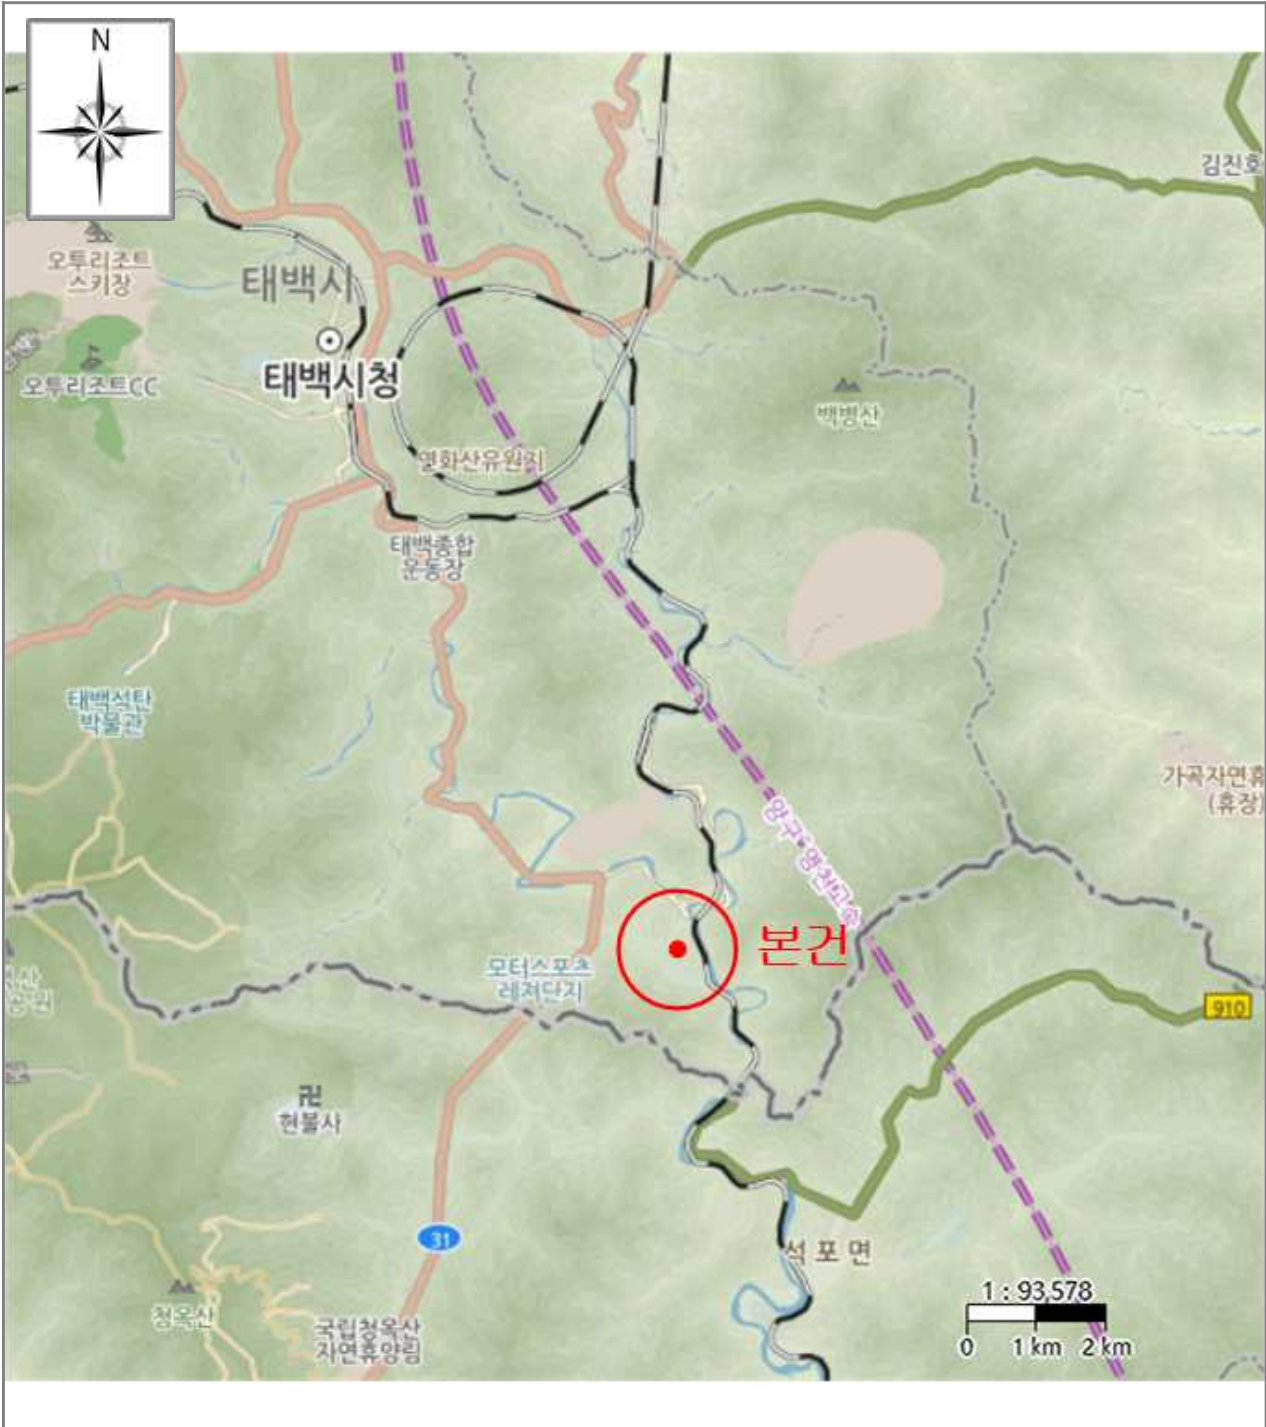 N
김진호
오투리조트
스키장
태백시
태백시청
오투리조트CC
백병산
연화산유원지
태백종합
운동장
태백석탄
박물관
가곡자연휴
(휴장)
양구·영천고속
본건
모터스포츠
레저단지
910
현불사
31
석포면
청옥산
국립청옥산
자연휴양림
1 : 93,578
0 1 km 2 km